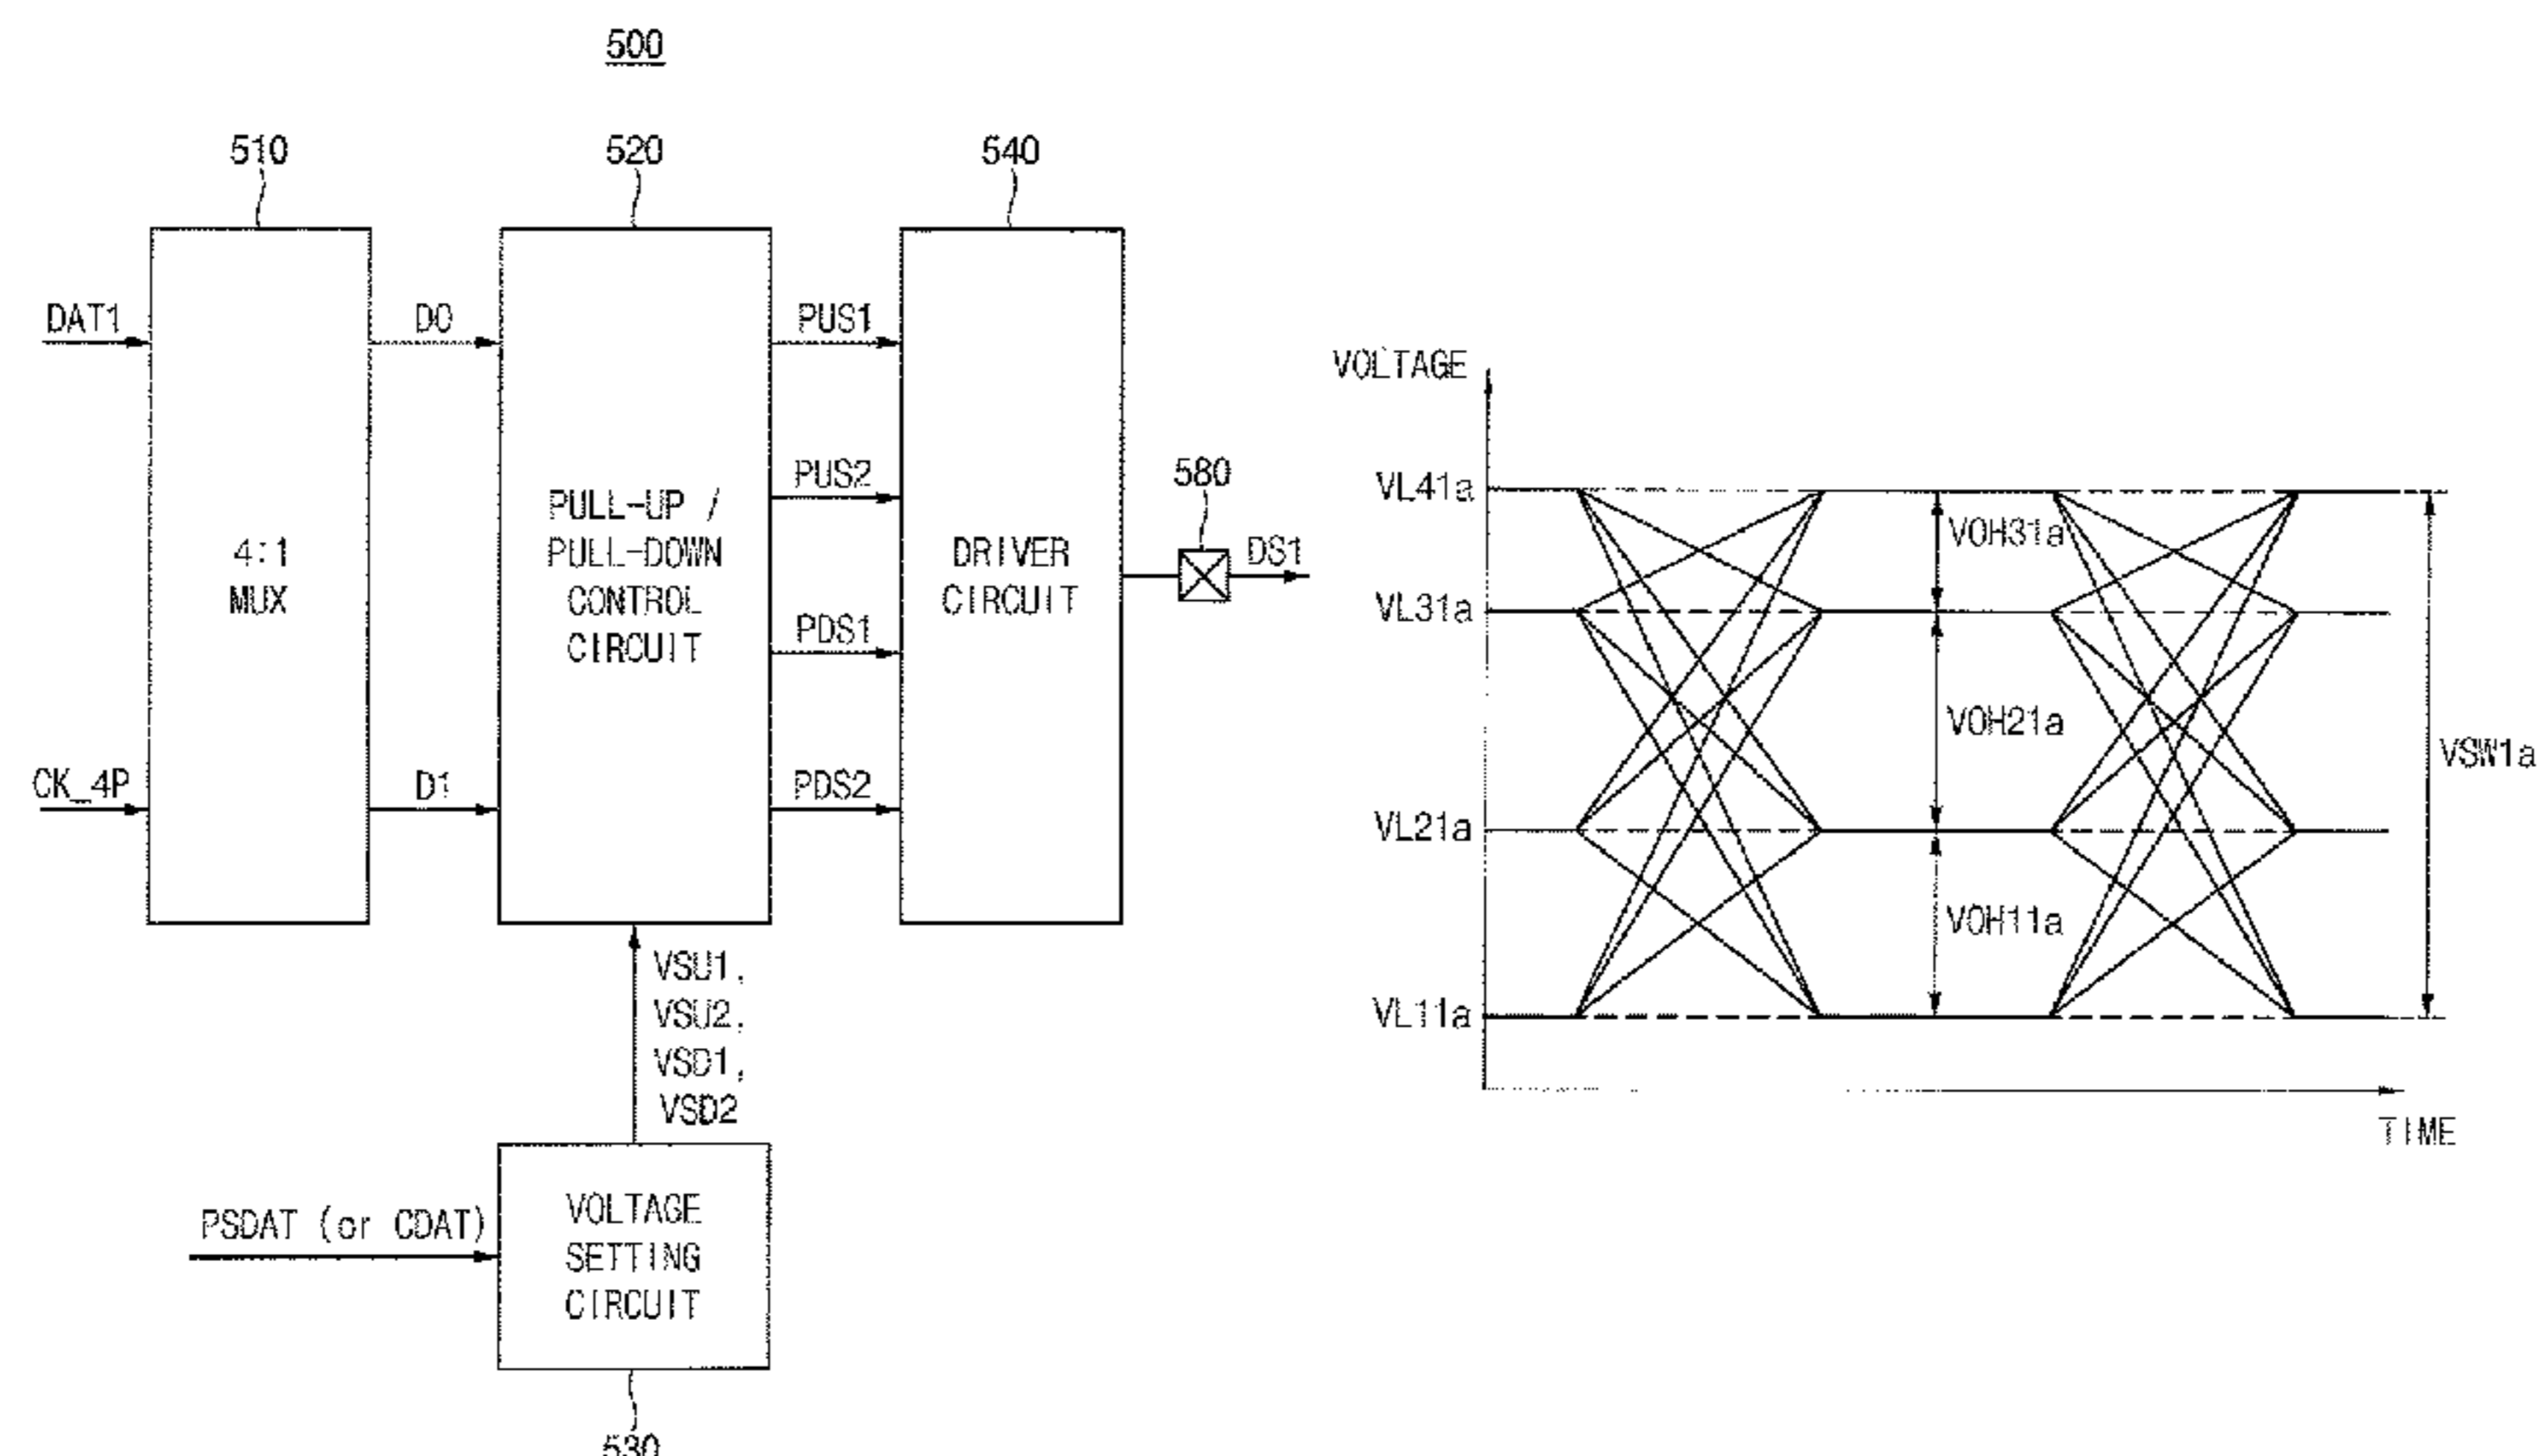 500
510
520
540
DAT1
D0
PUS1
PUS2
580
DS1
4:1
MUX
PULL-UP /
PULL-DOWN
CONTROL
CIRCUIT
DRIVER
CIRCUIT
PDS1
CK_4P
D1
PDS2
VSU1,
VSU2,
VSD1,
VSD2
PSDAT (or CDAT)
VOLTAGE
SETTING
CIRCUIT
530
VOLTAGE
VL41a
VOH31a
VL31a
VOH21a
VSW1a
VL21a
VOH11a
VL11a
TIME